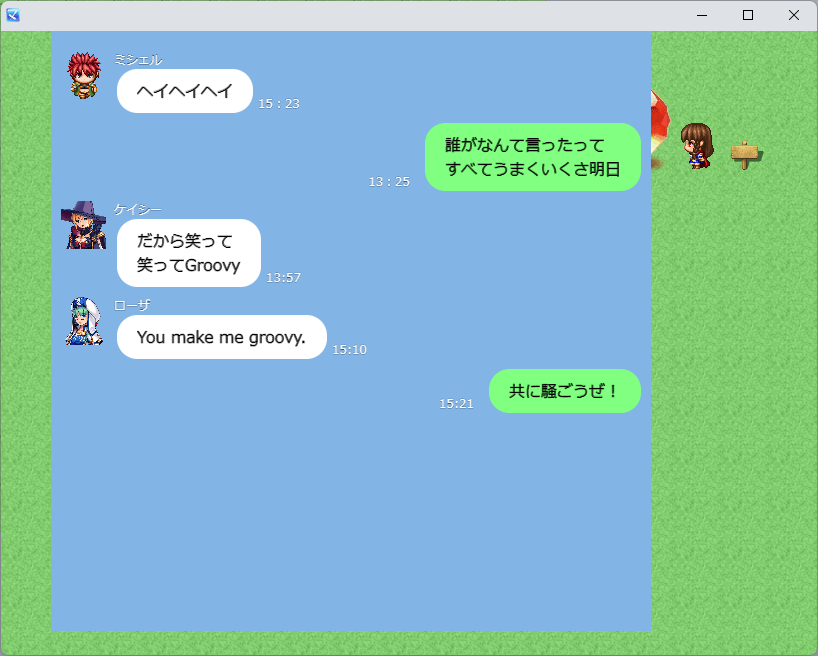 ミシェル
ヘイヘイヘイ
15：23
誰がなんて言ったって
すべてうまくいくさ明日
13：25
ケイシー
だから笑って
笑ってGroovy
13:57
ローザ
You make me groovy.
15:10
共に騒ごうぜ！
15:21